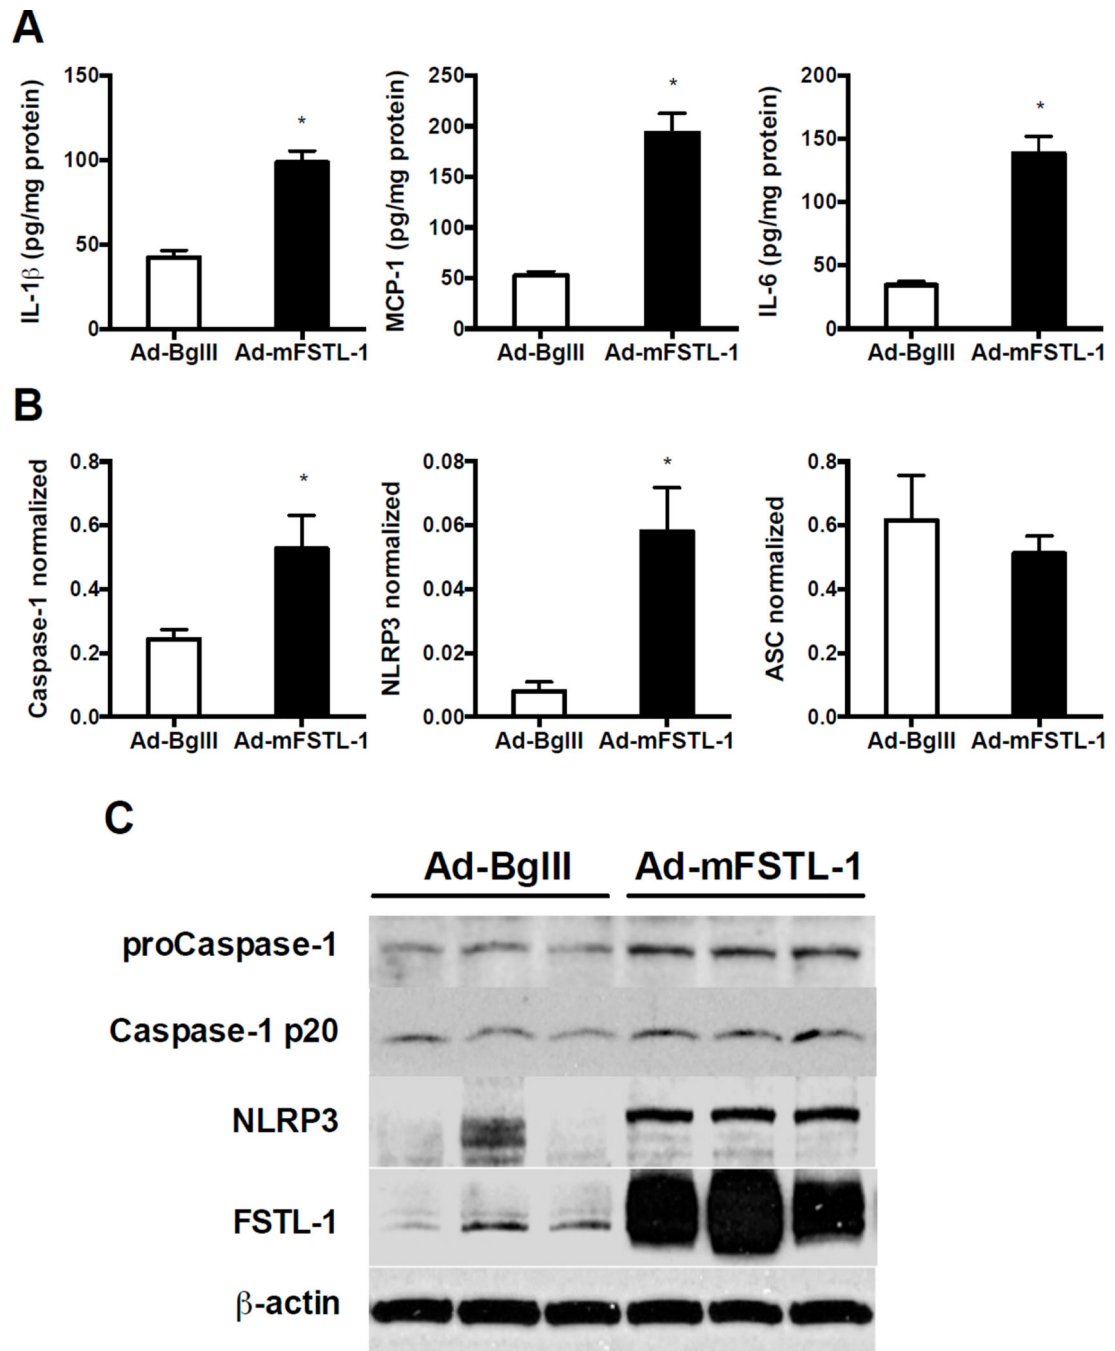 A
IL-1β (pg/mg protein)
150
100
50
0
Ad-BglII Ad-mFSTL-1
*
MCP-1 (pg/mg protein)
250
200
150
100
50
0
Ad-BglII Ad-mFSTL-1
*
IL-6 (pg/mg protein)
200
150
100
50
0
Ad-BglII Ad-mFSTL-1
*
B
Caspase-1 normalized
0.8
0.6
0.4
0.2
0.0
Ad-BglII Ad-mFSTL-1
*
NLRP3 normalized
0.08
0.06
0.04
0.02
0.00
Ad-BglII Ad-mFSTL-1
*
ASC normalized
0.8
0.6
0.4
0.2
0.0
Ad-BglII Ad-mFSTL-1
C
Ad-BglII Ad-mFSTL-1
proCaspase-1
Caspase-1 p20
NLRP3
FSTL-1
β-actin